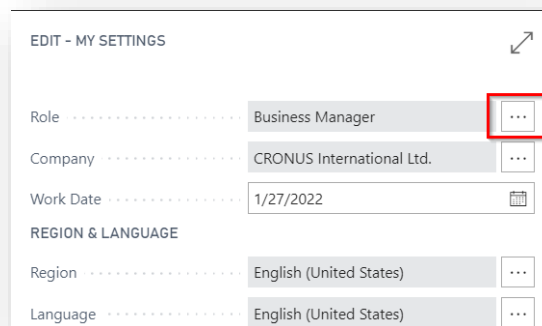 EDIT - MY SETTINGS
Role Business Manager ...
Company CRONUS International Ltd. ...
Work Date 1/27/2022
REGION & LANGUAGE
Region English (United States) ...
Language English (United States) ...